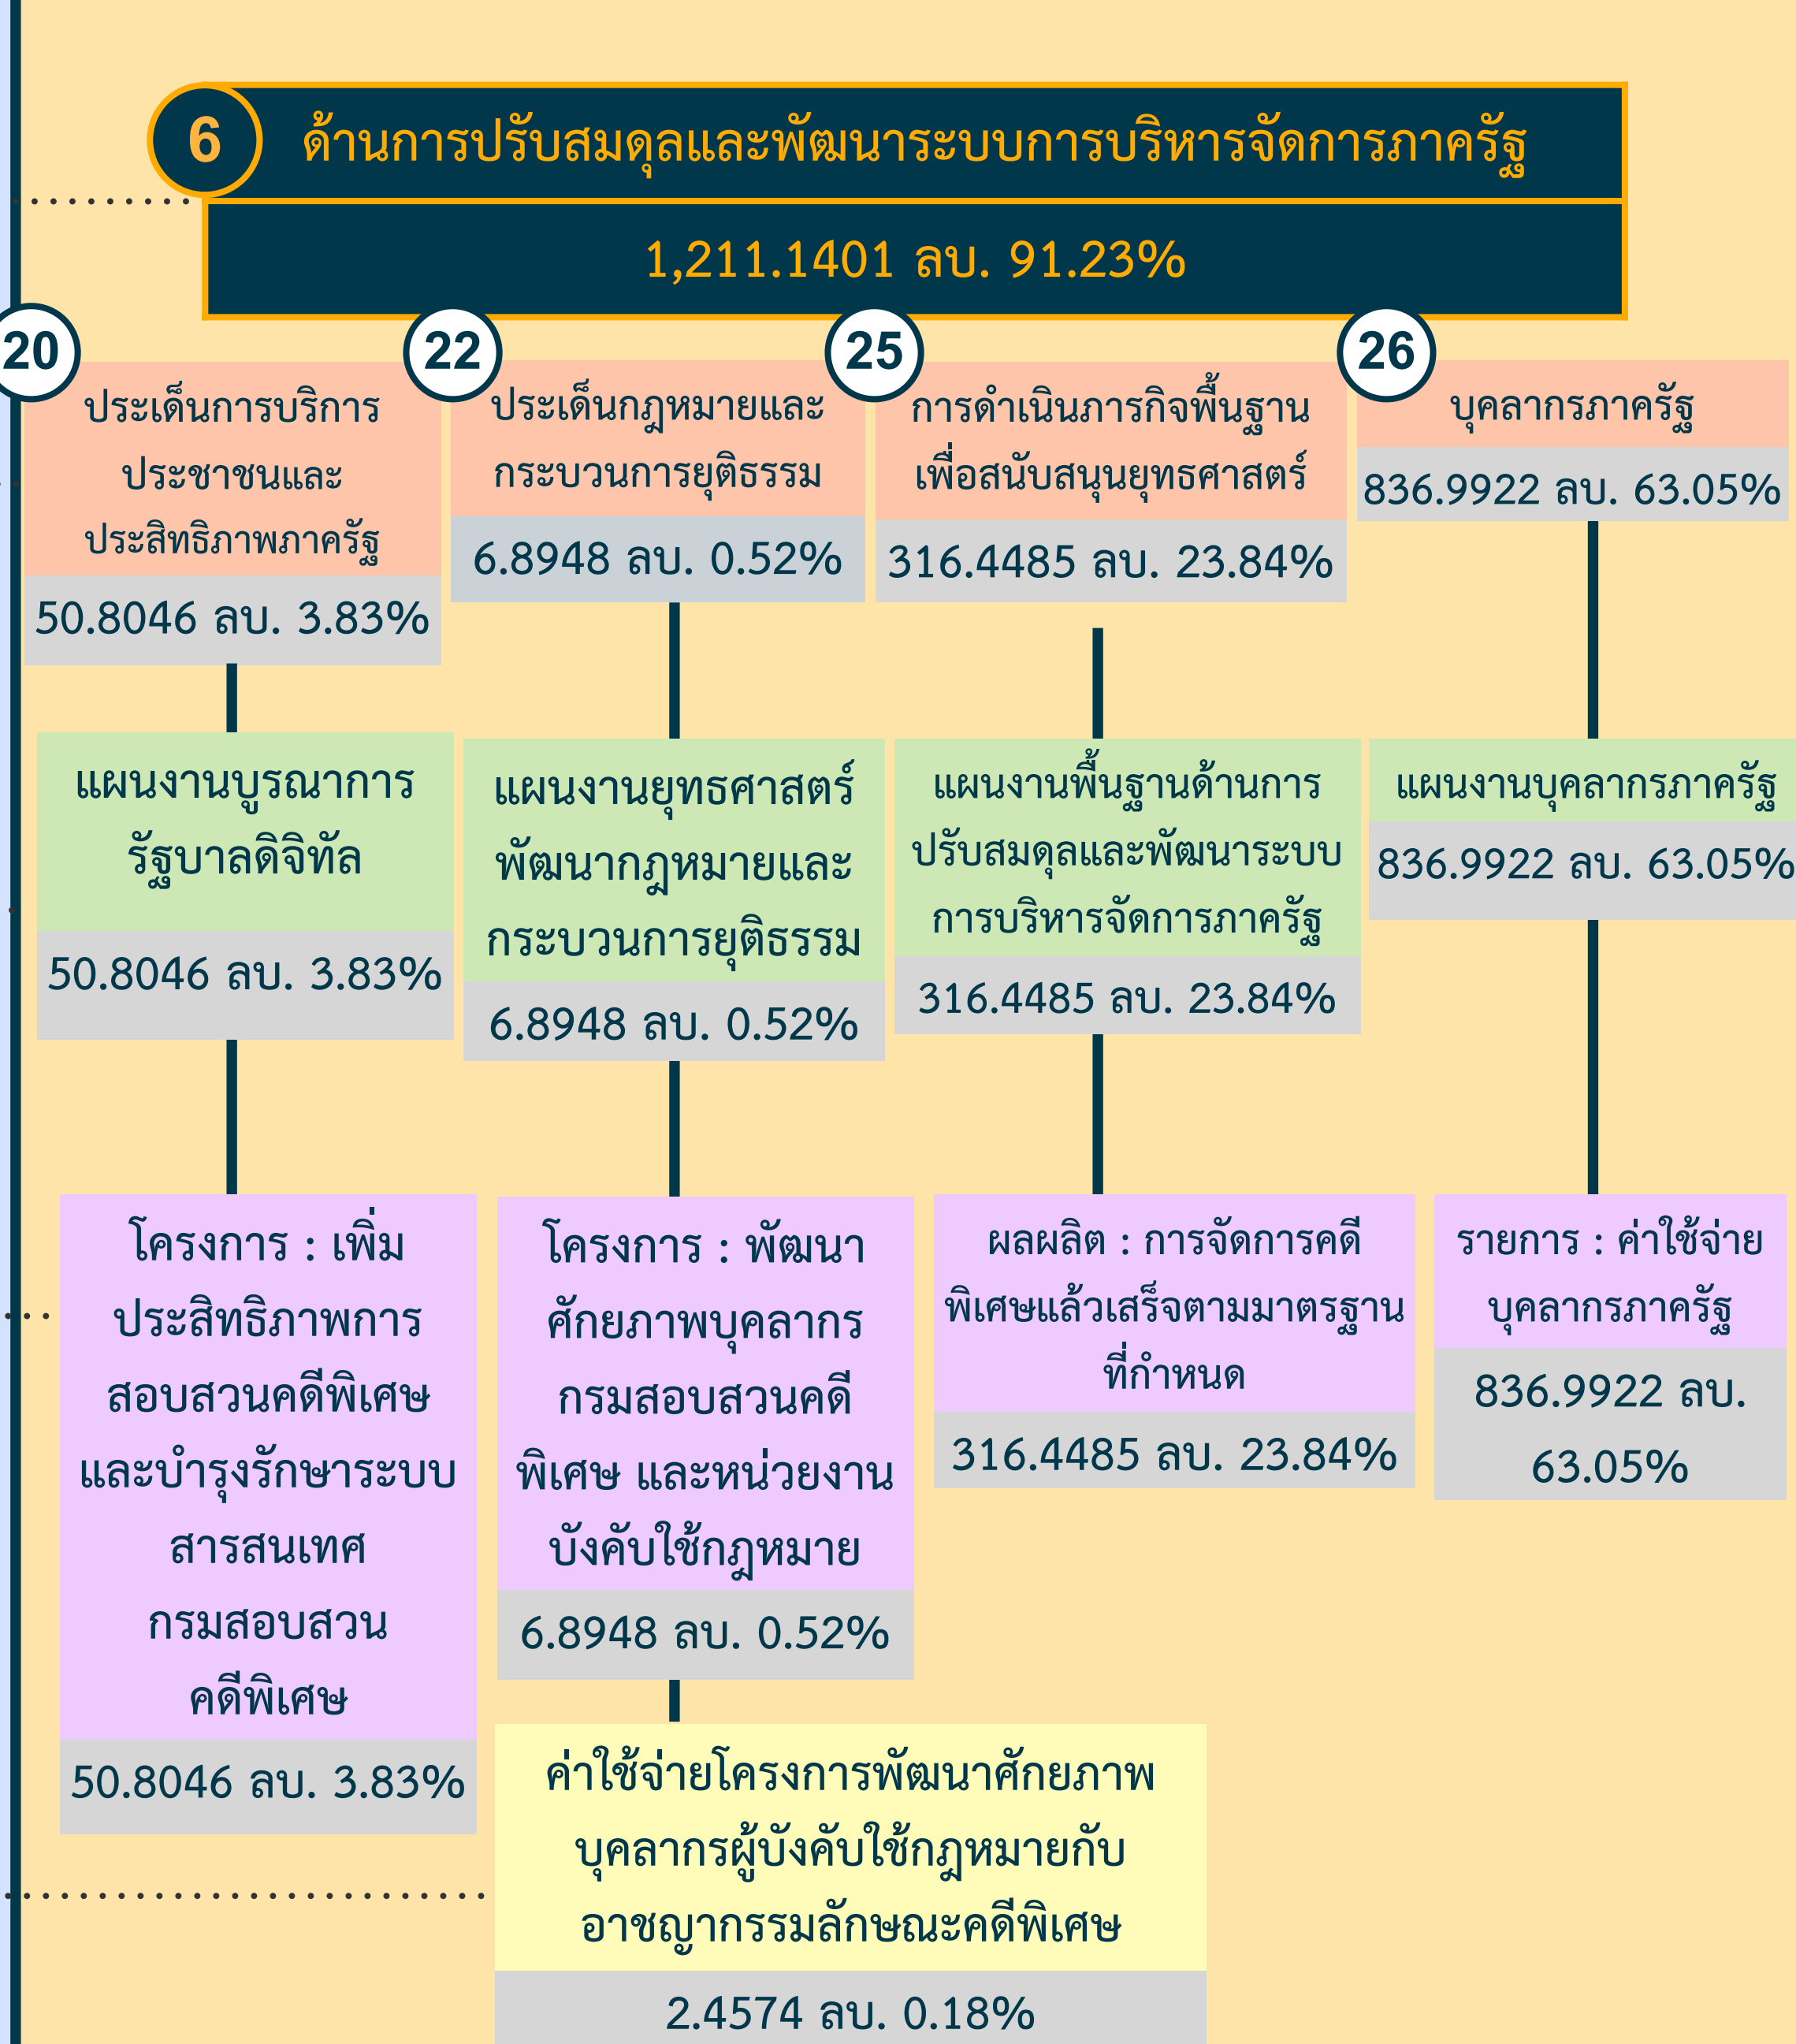 6
ด้านการปรับสมดุลและพัฒนาระบบการบริหารจัดการภาครัฐ
1,211.1401 ลบ. 91.23%
20
ประเด็นการบริการ
ประชาชนและ
ประสิทธิภาพภาครัฐ
50.8046 ลบ. 3.83%
แผนงานบูรณาการ
รัฐบาลดิจิทัล
50.8046 ลบ. 3.83%
โครงการ : เพิ่ม
ประสิทธิภาพการ
สอบสวนคดีพิเศษ
และบำรุงรักษาระบบ
สารสนเทศ
กรมสอบสวน
คดีพิเศษ
50.8046 ลบ. 3.83%
22
ประเด็นกฎหมายและ
กระบวนการยุติธรรม
6.8948 ลบ. 0.52%
แผนงานยุทธศาสตร์
พัฒนากฎหมายและ
กระบวนการยุติธรรม
6.8948 ลบ. 0.52%
โครงการ : พัฒนา
ศักยภาพบุคลากร
กรมสอบสวนคดี
พิเศษ และหน่วยงาน
บังคับใช้กฎหมาย
6.8948 ลบ. 0.52%
ค่าใช้จ่ายโครงการพัฒนาศักยภาพ
บุคลากรผู้บังคับใช้กฎหมายกับ
อาชญากรรมลักษณะคดีพิเศษ
2.4574 ลบ. 0.18%
25
การดำเนินภารกิจพื้นฐาน
เพื่อสนับสนุนยุทธศาสตร์
316.4485 ลบ. 23.84%
แผนงานพื้นฐานด้านการ
ปรับสมดุลและพัฒนาระบบ
การบริหารจัดการภาครัฐ
316.4485 ลบ. 23.84%
ผลผลิต : การจัดการคดี
พิเศษแล้วเสร็จตามมาตรฐาน
ที่กำหนด
316.4485 ลบ. 23.84%
26
บุคลากรภาครัฐ
836.9922 ลบ. 63.05%
แผนงานบุคลากรภาครัฐ
836.9922 ลบ. 63.05%
รายการ : ค่าใช้จ่าย
บุคลากรภาครัฐ
836.9922 ลบ.
63.05%